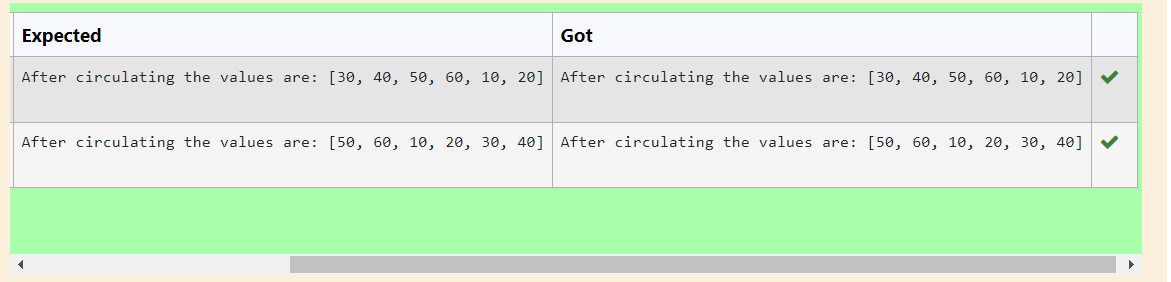 Expected Got
After circulating the values are: [30, 40, 50, 60, 10, 20] After circulating the values are: [30, 40, 50, 60, 10, 20]
After circulating the values are: [50, 60, 10, 20, 30, 40] After circulating the values are: [50, 60, 10, 20, 30, 40]